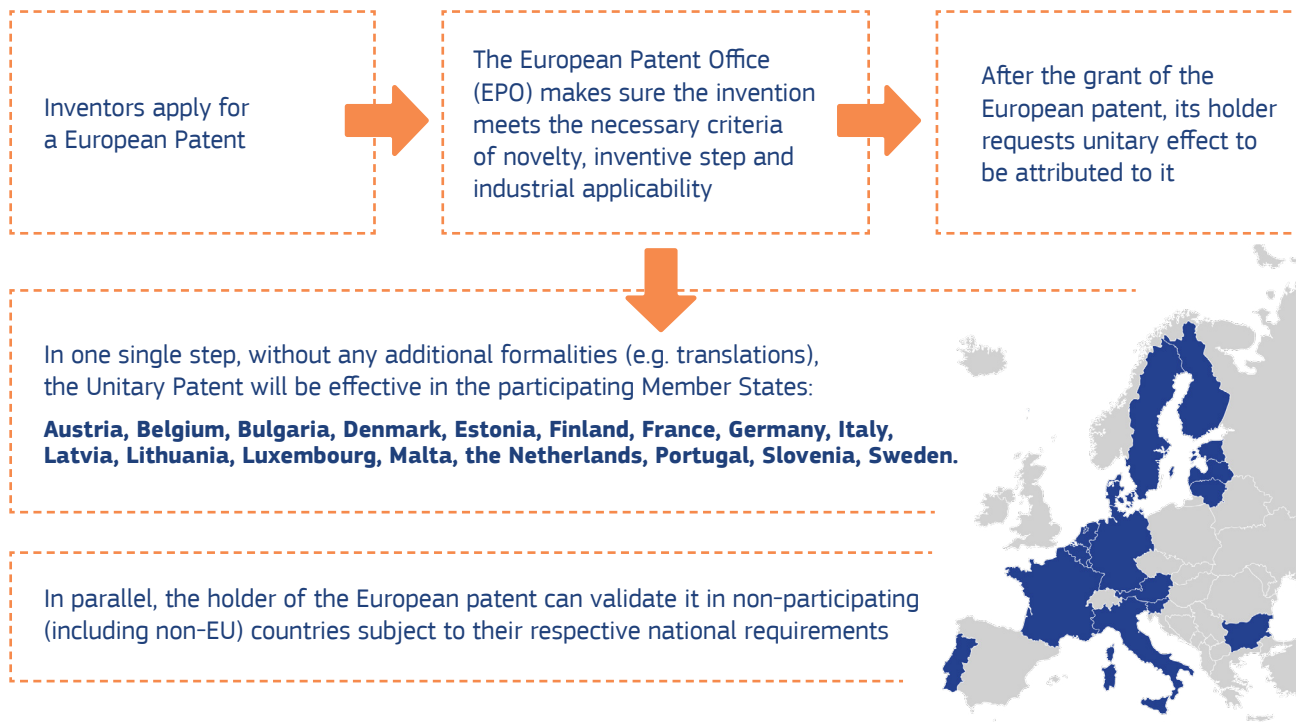 Inventors apply for
a European Patent
The European Patent Office
(EPO) makes sure the invention
meets the necessary criteria
of novelty, inventive step and
industrial applicability
After the grant of the
European patent, its holder
requests unitary effect to
be attributed to it
In one single step, without any additional formalities (e.g. translations),
the Unitary Patent will be effective in the participating Member States:
Austria, Belgium, Bulgaria, Denmark, Estonia, Finland, France, Germany, Italy,
Latvia, Lithuania, Luxembourg, Malta, the Netherlands, Portugal, Slovenia, Sweden.
In parallel, the holder of the European patent can validate it in non-participating
(including non-EU) countries subject to their respective national requirements